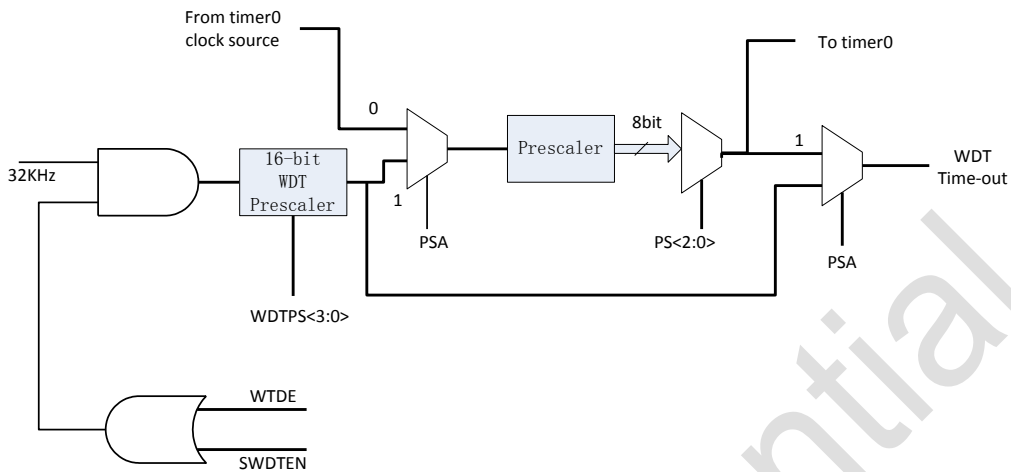 From timer0
clock source
To timer0
0
8bit
1
32KHz
16-bit
WDT
Prescaler
Prescaler
WDT
Time-out
1
PSA
PS<2:0>
PSA
WDTPS<3:0>
WTDE
SWDTEN
ntial